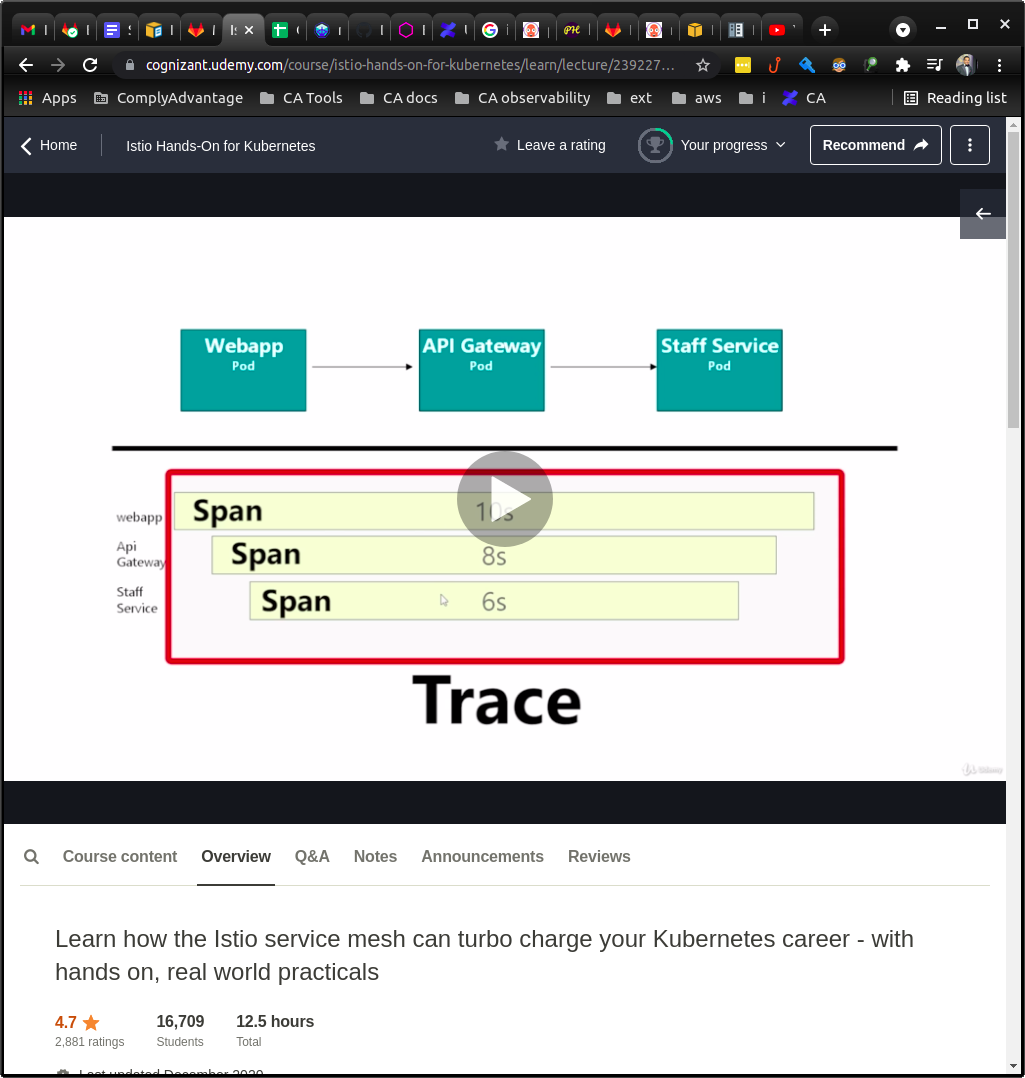 cognizant.udemy.com/course/istio-hands-on-for-kubernetes/learn/lecture/239227...
Apps ComplyAdvantage CA Tools CA docs CA observability ext aws i CA Reading list
Home Istio Hands-On for Kubernetes Leave a rating Your progress Recommend
Webapp API Gateway Staff Service
Pod Pod Pod
webapp Span 10s
Api
Gateway Span 8s
Staff
Service Span 6s
Trace
Udemy
Course content Overview Q&A Notes Announcements Reviews
Learn how the Istio service mesh can turbo charge your Kubernetes career - with
hands on, real world practicals
4.7 16,709 12.5 hours
2,881 ratings Students Total
Last updated December 2020